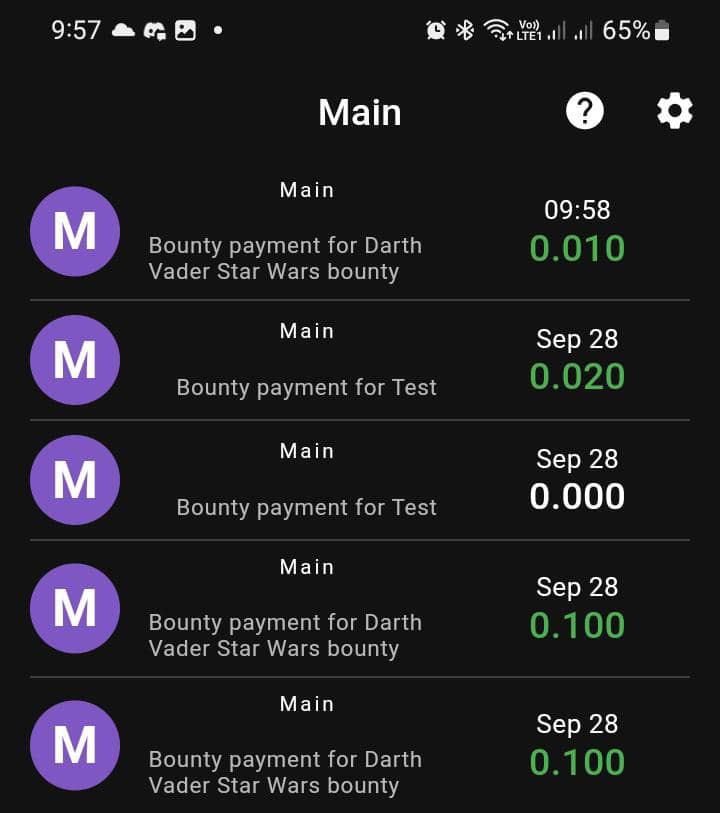 9:57
Vo))
LTE1
65%
Main
?
M
Main
Bounty payment for Darth
Vader Star Wars bounty
09:58
0.010
M
Main
Bounty payment for Test
Sep 28
0.020
M
Main
Bounty payment for Test
Sep 28
0.000
M
Main
Bounty payment for Darth
Vader Star Wars bounty
Sep 28
0.100
M
Main
Bounty payment for Darth
Vader Star Wars bounty
Sep 28
0.100